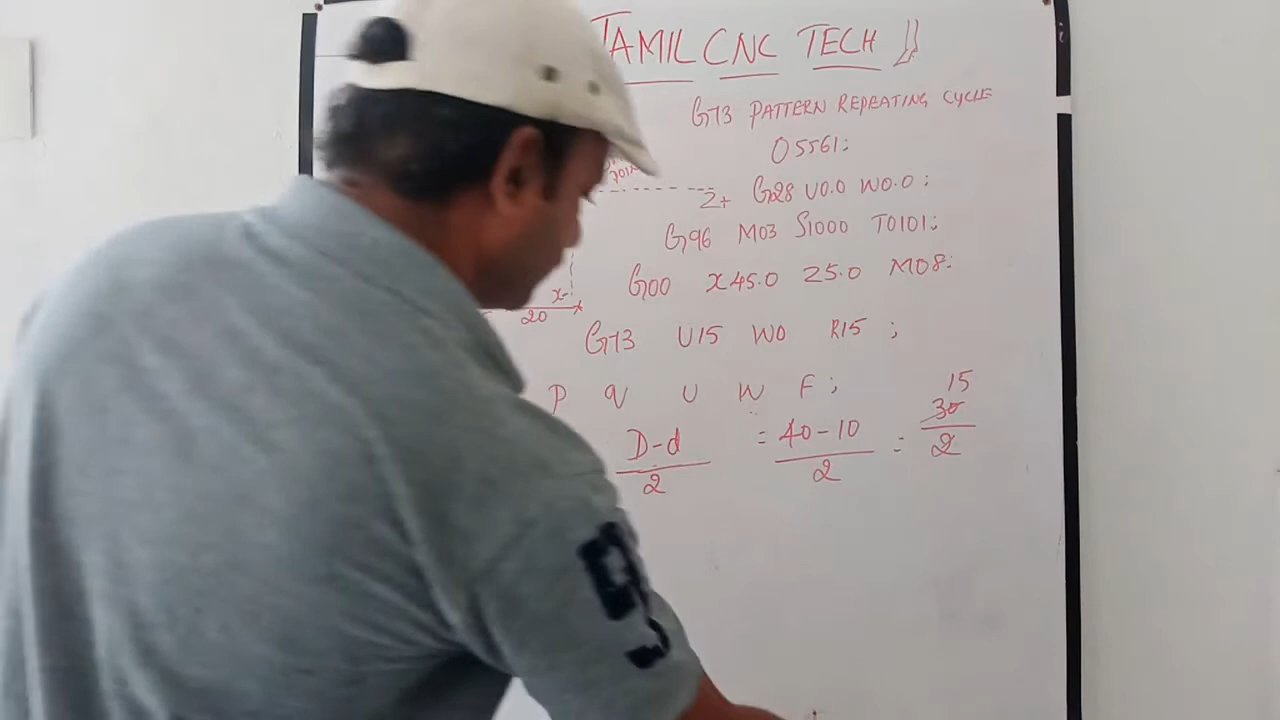 TAMIL CNC TECH
G73 PATTERN REPEATING CYCLE
O5561;
Z+ G28 U0.0 W0.0;
G96 M03 S1000 T0101;
G00 X45.0 Z5.0 M08;
X-
20
G73 U15 W0 R15 ;
P Q U W F;
D-d / 2 = 40-10 / 2 = 30 / 2
15